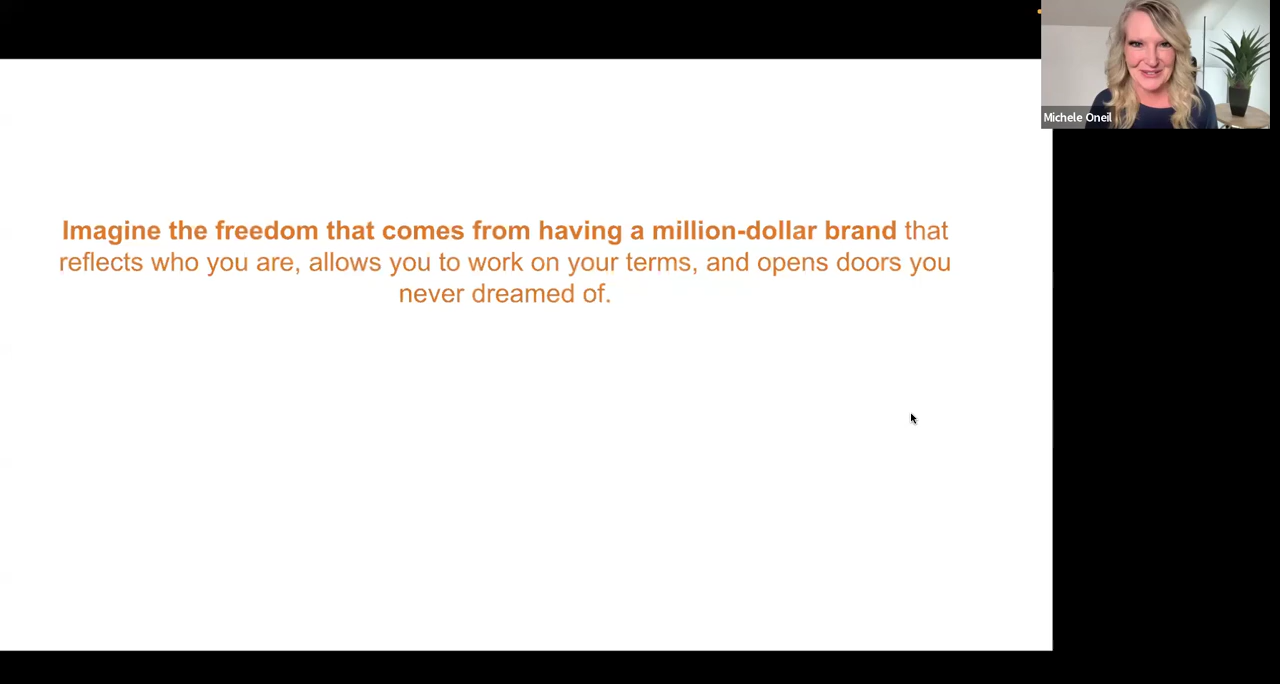 Michele Oneil
Imagine the freedom that comes from having a million-dollar brand that
reflects who you are, allows you to work on your terms, and opens doors you
never dreamed of.